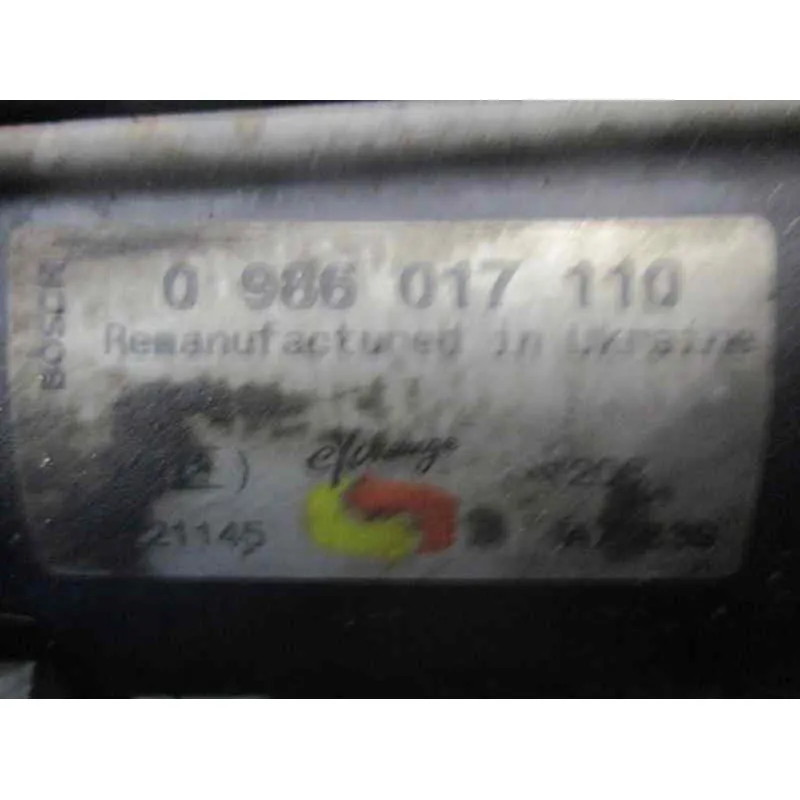 BOSCH
0 986 017 110
Remanufactured in Ukraine
eXchange
21145